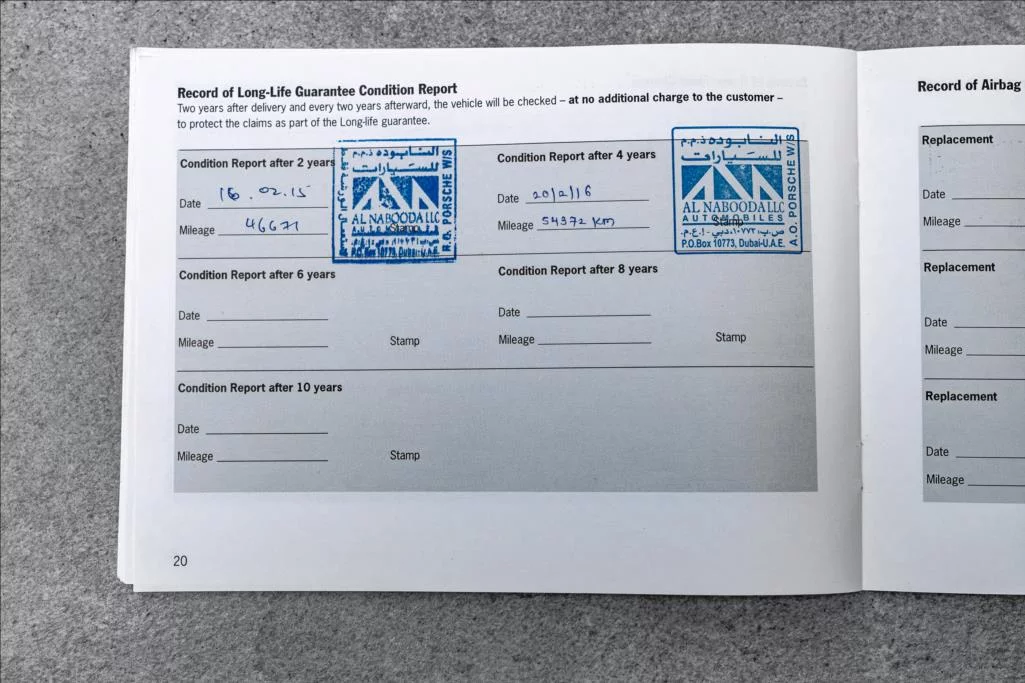 Record of Long-Life Guarantee Condition Report
Two years after delivery and every two years afterward, the vehicle will be checked – at no additional charge to the customer –
to protect the claims as part of the Long-life guarantee.
Condition Report after 2 years
Date 16.02.15
Mileage 46671
النابوده ذ.م.م
للسيارات
AL NABOODA LLC
P.O.Box 10773, Dubai-U.A.E.
PORSCHE W/S
Condition Report after 4 years
Date 20/2/16
Mileage 54372 KM
النابوده ذ.م.م
للسيارات
AL NABOODA LLC
AUTOMOBILES
Stamp
ص.ب:١٠٧٧٣، دبي - ا.ع.م.
P.O.Box 10773, Dubai-U.A.E.
A.O. PORSCHE W/S
Condition Report after 6 years
Date
Mileage
Stamp
Condition Report after 8 years
Date
Mileage
Stamp
Condition Report after 10 years
Date
Mileage
Stamp
20
Record of Airbag
Replacement
Date
Mileage
Replacement
Date
Mileage
Replacement
Date
Mileage